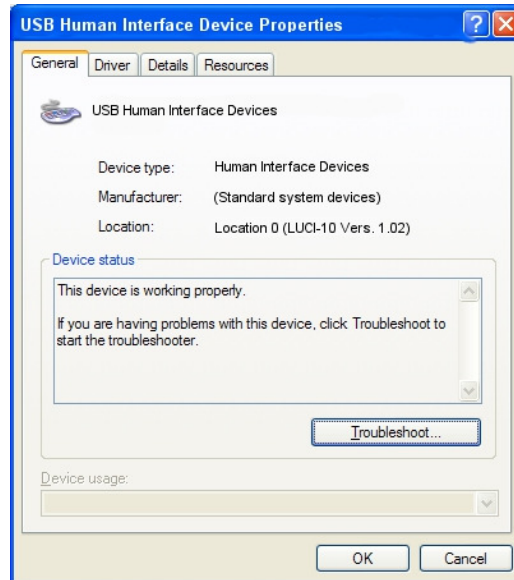 USB Human Interface Device Properties
General Driver Details Resources
USB Human Interface Devices
Device type: Human Interface Devices
Manufacturer: (Standard system devices)
Location: Location 0 (LUCI-10 Vers. 1.02)
Device status
This device is working properly.
If you are having problems with this device, click Troubleshoot to
start the troubleshooter.
Troubleshoot...
Device usage:
OK Cancel